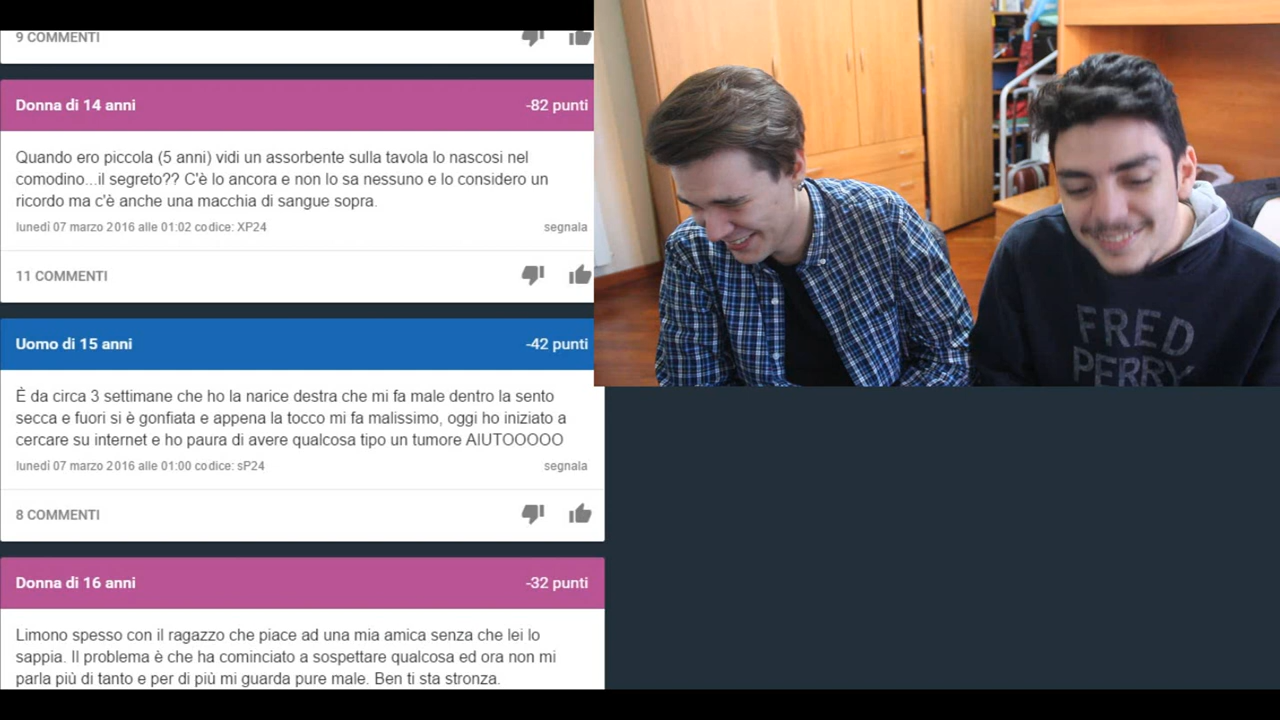 9 COMMENTI
Donna di 14 anni -82 punti
Quando ero piccola (5 anni) vidi un assorbente sulla tavola lo nascosi nel
comodino...il segreto?? C'è lo ancora e non lo sa nessuno e lo considero un
ricordo ma c'è anche una macchia di sangue sopra.
lunedì 07 marzo 2016 alle 01:02 codice: XP24 segnala
11 COMMENTI
Uomo di 15 anni -42 punti
È da circa 3 settimane che ho la narice destra che mi fa male dentro la sento
secca e fuori si è gonfiata e appena la tocco mi fa malissimo, oggi ho iniziato a
cercare su internet e ho paura di avere qualcosa tipo un tumore AIUTOOOOO
lunedì 07 marzo 2016 alle 01:00 codice: sP24 segnala
8 COMMENTI
Donna di 16 anni -32 punti
Limono spesso con il ragazzo che piace ad una mia amica senza che lei lo
sappia. Il problema è che ha cominciato a sospettare qualcosa ed ora non mi
parla più di tanto e per di più mi guarda pure male. Ben ti sta stronza.
FRED
PERRY